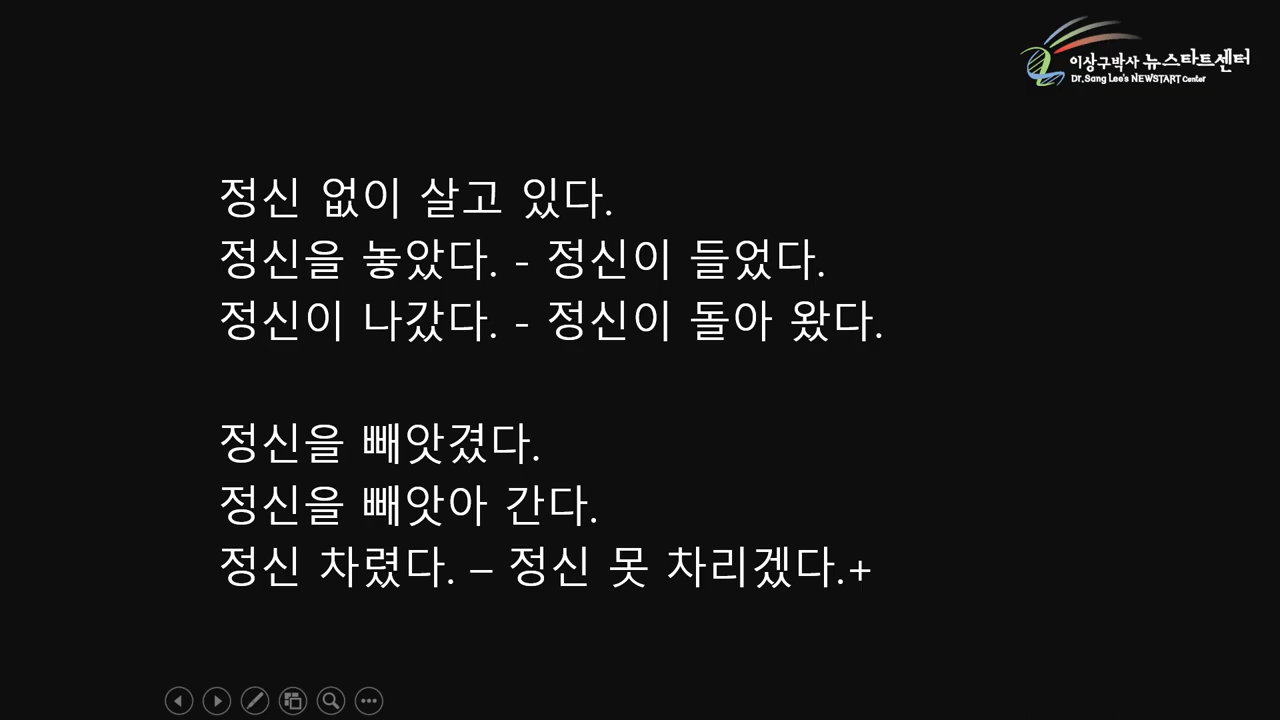 이상구박사 뉴스타트센터
Dr.Sang Lee's NEWSTART Center
정신 없이 살고 있다.
정신을 놓았다. - 정신이 들었다.
정신이 나갔다. - 정신이 돌아 왔다.
정신을 빼앗겼다.
정신을 빼앗아 간다.
정신 차렸다. – 정신 못 차리겠다.+